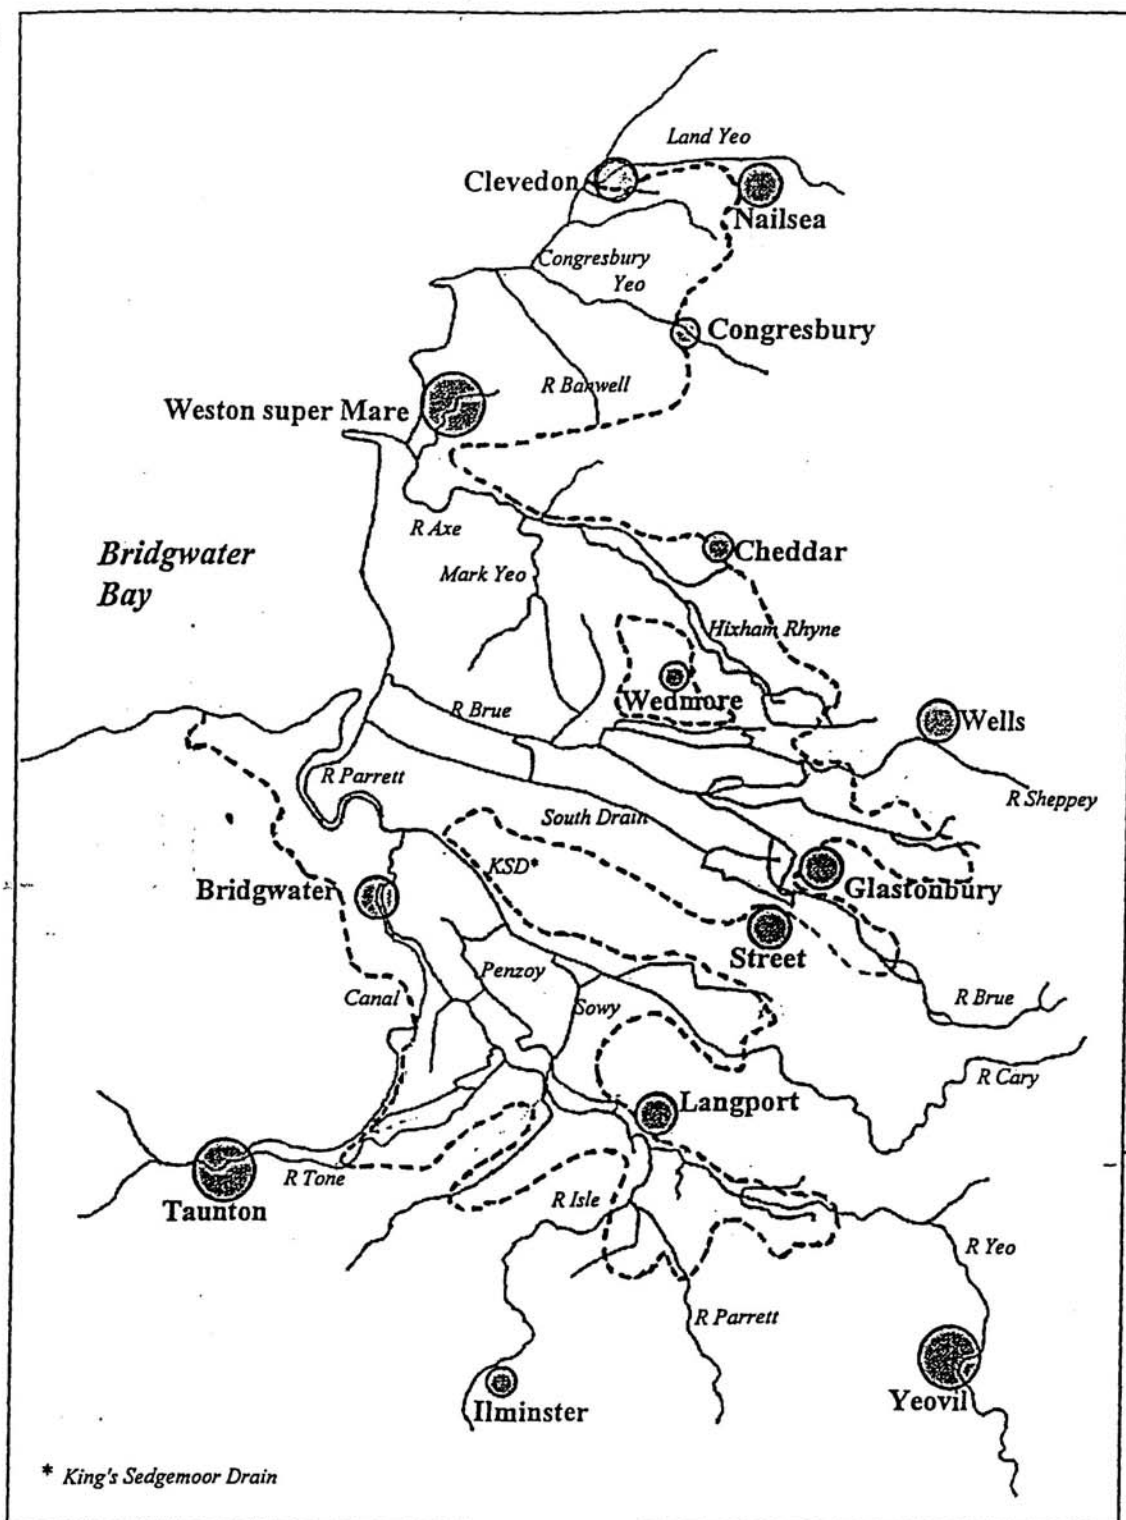 Land Yeo
Clevedon
Nailsea
Congresbury
Yeo
Congresbury
R Banwell
Weston super Mare
R Axe
Bridgwater
Bay
Cheddar
Mark Yeo
Hixham Rhyne
Wedmore
R Brue
Wells
R Parrett
R Sheppey
South Drain
KSD*
Bridgwater
Glastonbury
Street
Penzoy
Canal
Sowy
R Brue
R Cary
Langport
R Tone
Taunton
R Isle
R Yeo
R Parrett
Yeovil
Ilminster
* King's Sedgemoor Drain